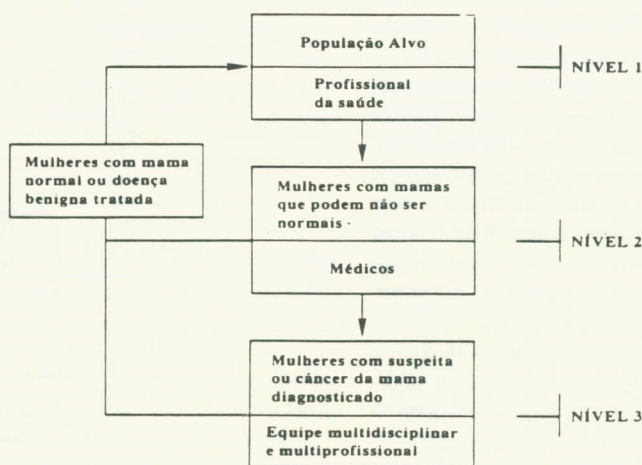 População Alvo
Profissional
da saúde
NÍVEL 1
Mulheres com mama
normal ou doença
benigna tratada
Mulheres com mamas
que podem não ser
normais -
Médicos
NÍVEL 2
Mulheres com suspeita
ou câncer da mama
diagnosticado
Equipe multidisciplinar
e multiprofissional
NÍVEL 3